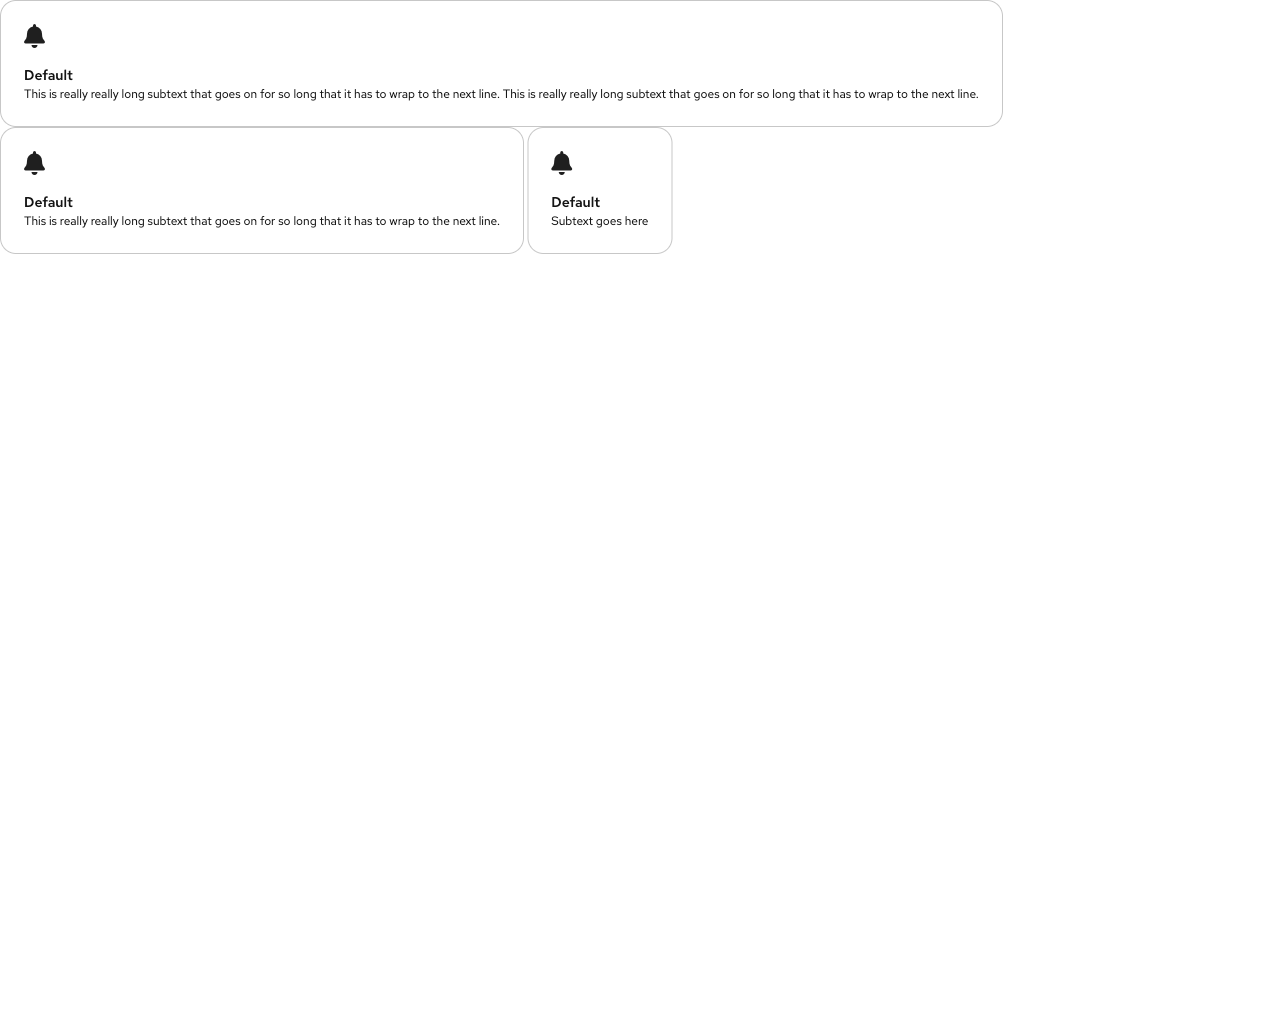 Default
This is really really long subtext that goes on for so long that it has to wrap to the next line. This is really really long subtext that goes on for so long that it has to wrap to the next line.
Default
This is really really long subtext that goes on for so long that it has to wrap to the next line.
Default
Subtext goes here